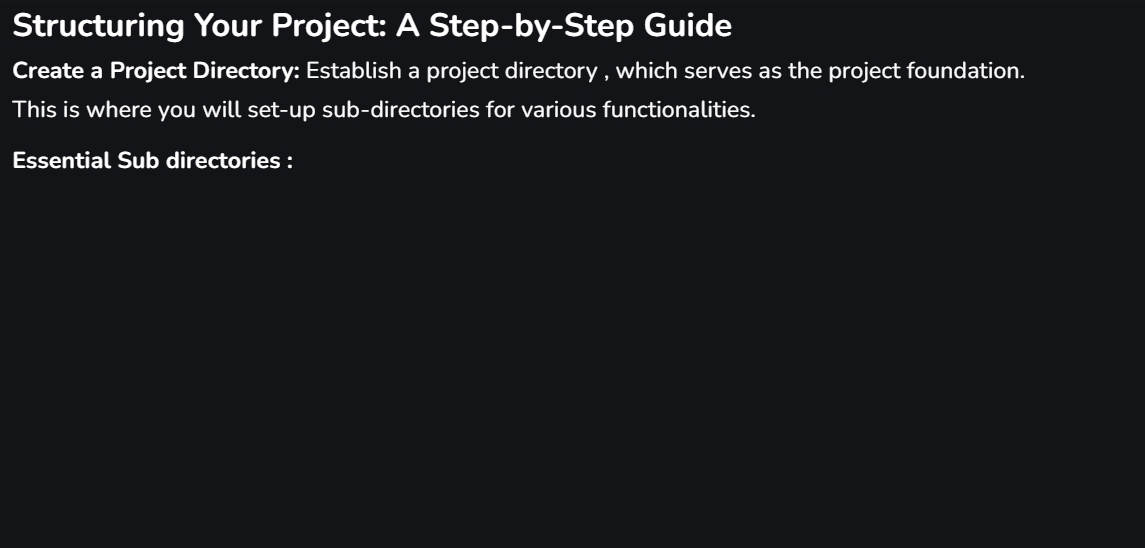 Structuring Your Project: A Step-by-Step Guide
Create a Project Directory: Establish a project directory , which serves as the project foundation.
This is where you will set-up sub-directories for various functionalities.
Essential Sub directories :